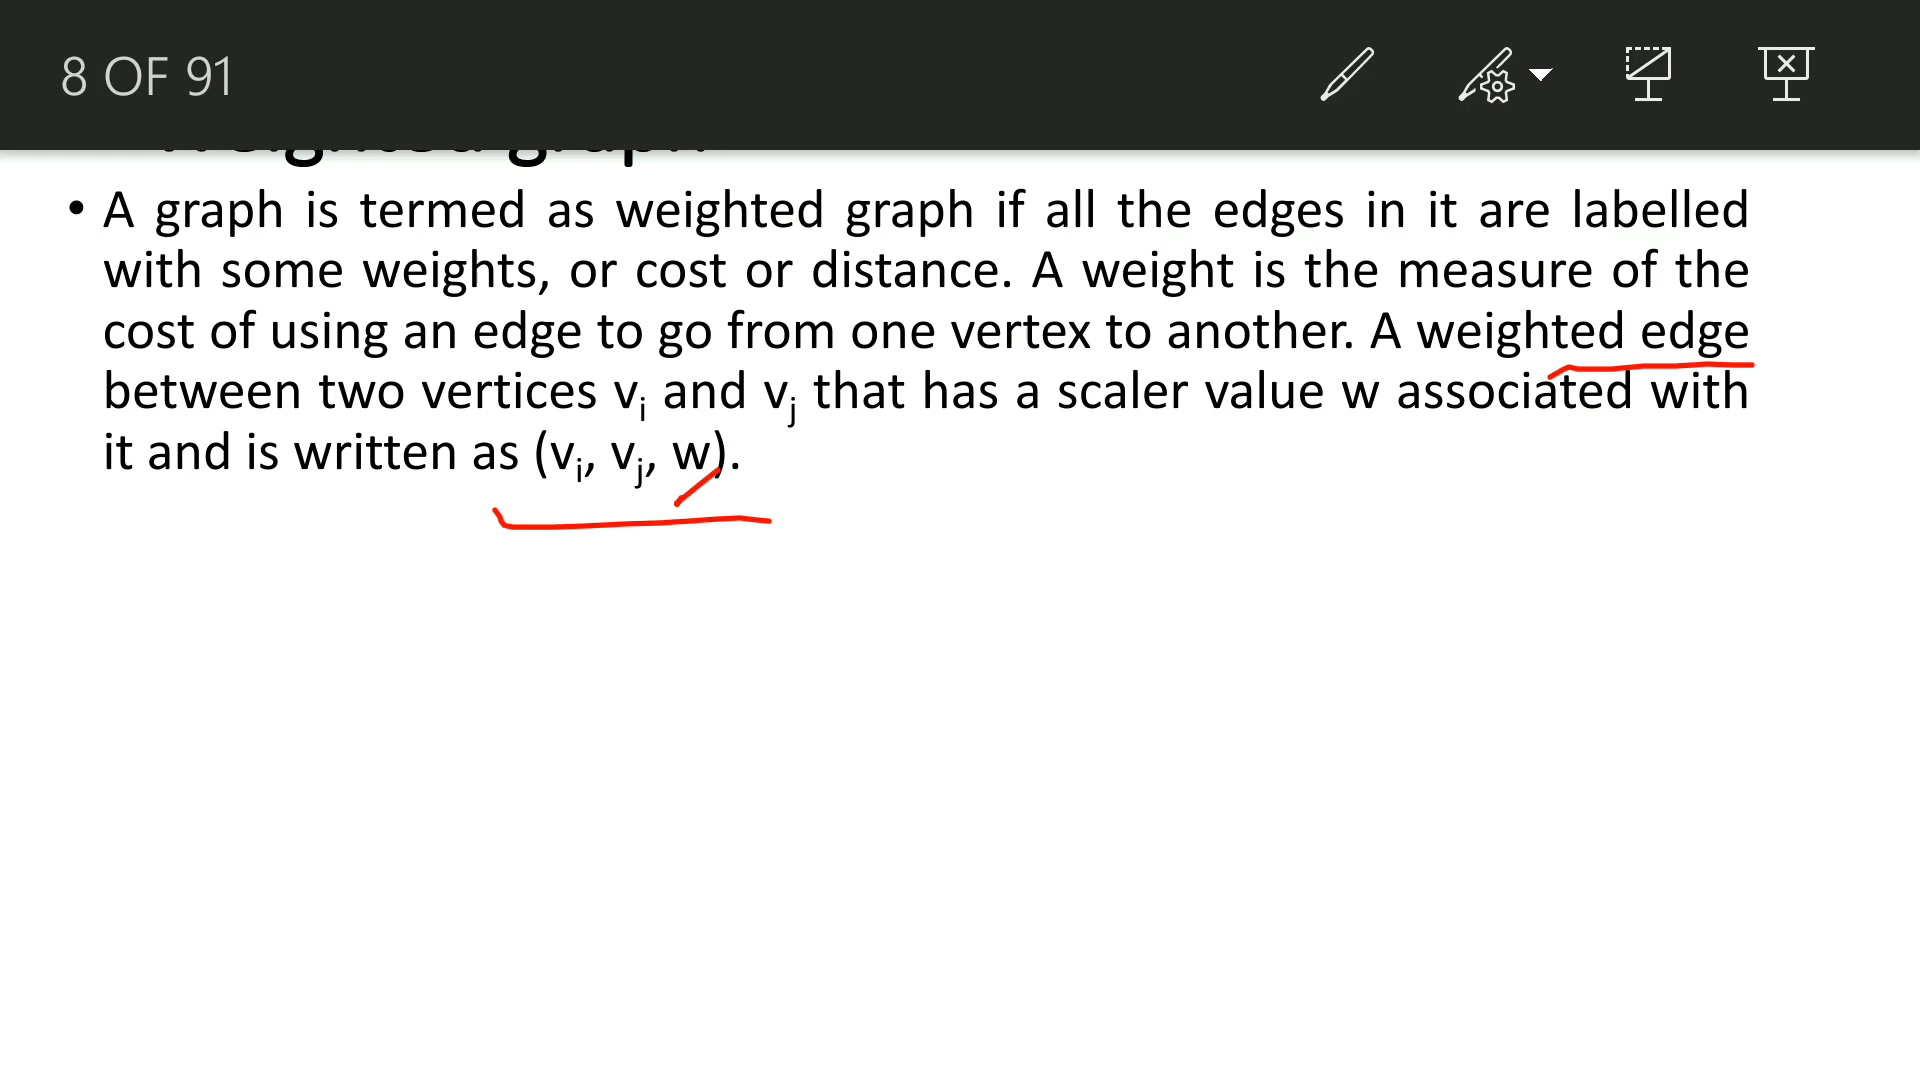 8 OF 91
Weighted graph
• A graph is termed as weighted graph if all the edges in it are labelled
with some weights, or cost or distance. A weight is the measure of the
cost of using an edge to go from one vertex to another. A weighted edge
between two vertices vᵢ and vⱼ that has a scaler value w associated with
it and is written as (vᵢ, vⱼ, w).